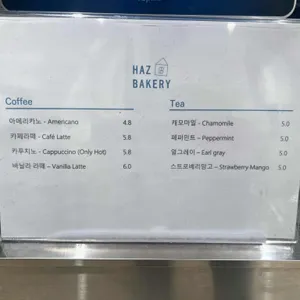 HAZ
BAKERY
Coffee
아메리카노 - Americano 4.8
카페라떼 - Café Latte 5.8
카푸치노 - Cappuccino (Only Hot) 5.8
바닐라 라떼 – Vanilla Latte 6.0
Tea
캐모마일 – Chamomile 5.0
페퍼민트 – Peppermint 5.0
얼그레이 – Earl gray 5.0
스트로베리망고 - Strawberry Mango 5.0